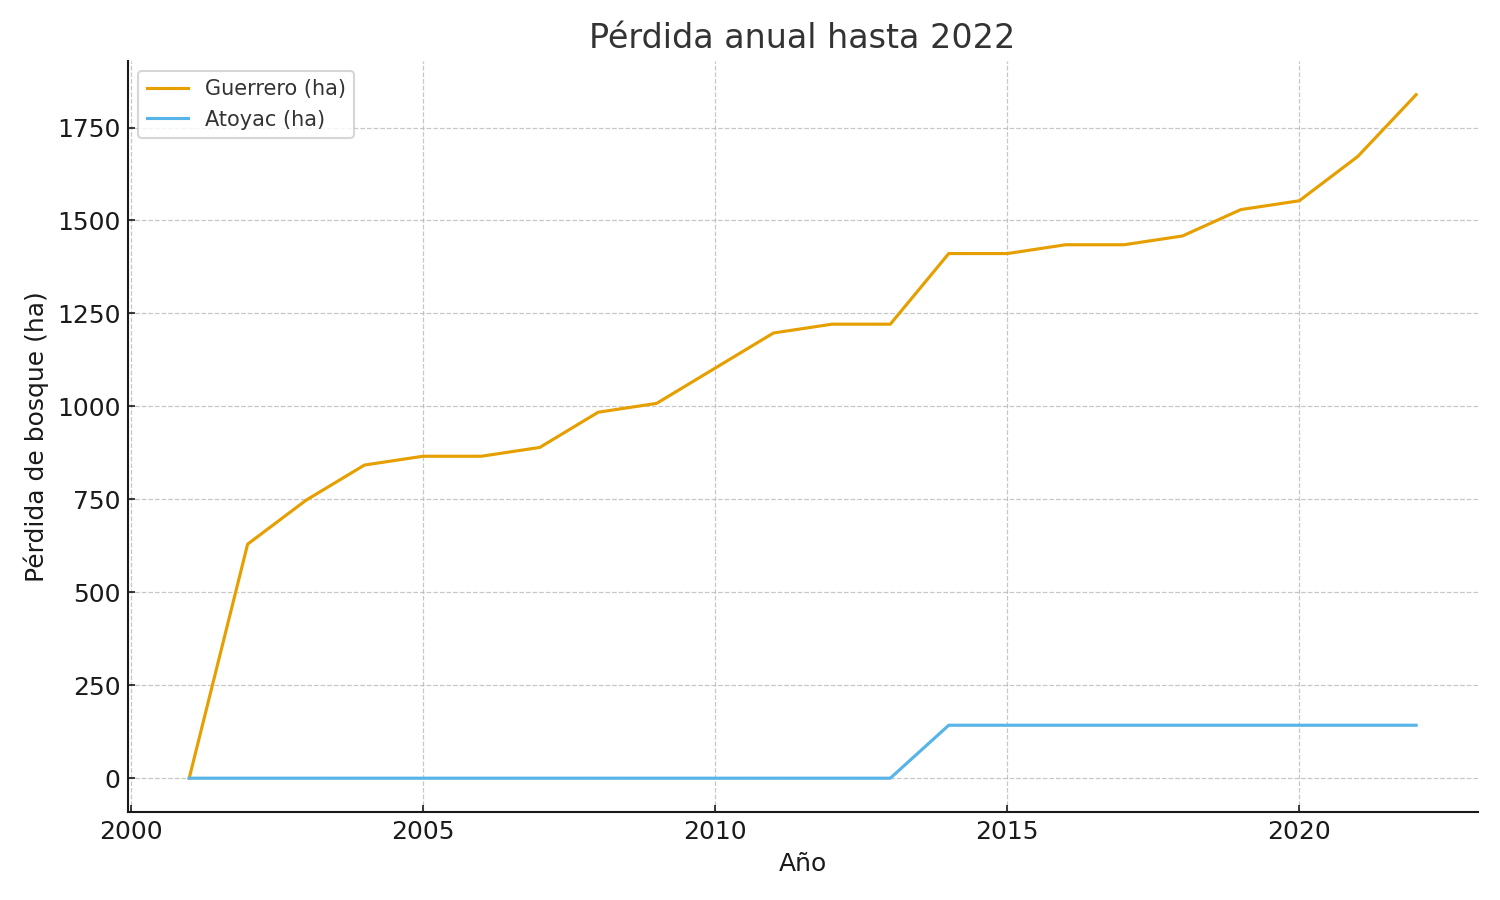 Pérdida anual hasta 2022
Guerrero (ha)
Atoyac (ha)
Pérdida de bosque (ha)
1750
1500
1250
1000
750
500
250
0
2000 2005 2010 2015 2020
Año